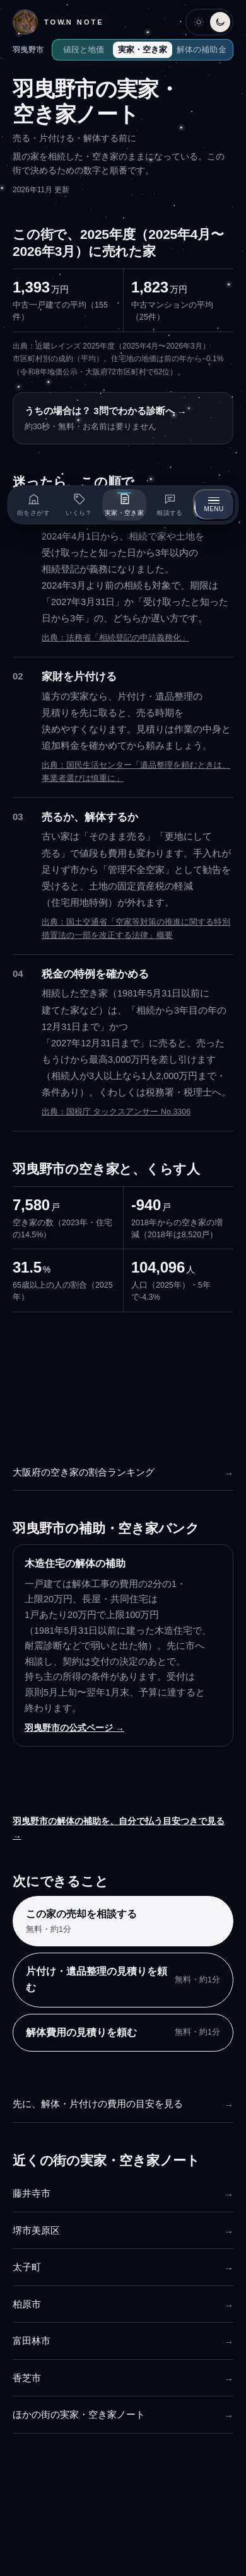 TOWN NOTE
羽曳野市
値段と地価
実家・空き家
解体の補助金
羽曳野市の実家・
空き家ノート
売る・片付ける・解体する前に
親の家を相続した・空き家のままになっている。この
街で決めるための数字と順番です。
2026年11月 更新
この街で、2025年度（2025年4月〜
2026年3月）に売れた家
1,393万円
中古一戸建ての平均（155
件）
1,823万円
中古マンションの平均
（25件）
出典：近畿レインズ 2025年度（2025年4月〜2026年3月）
市区町村別の成約（平均）。住宅地の地価は前の年から-0.1%
（令和8年地価公示・大阪府72市区町村で62位）。
うちの場合は？ 3問でわかる診断へ →
約30秒・無料・お名前は要りません
迷ったら、この順で
街をさがす
いくら？
実家・空き家
相談する
MENU
2024年4月1日から、相続で家や土地を
受け取ったと知った日から3年以内の
相続登記が義務になりました。
2024年3月より前の相続も対象で、期限は
「2027年3月31日」か「受け取ったと知った
日から3年」の、どちらか遅い方です。
出典：法務省「相続登記の申請義務化」
02
家財を片付ける
遠方の実家なら、片付け・遺品整理の
見積りを先に取ると、売る時期を
決めやすくなります。見積りは作業の中身と
追加料金を確かめてから頼みましょう。
出典：国民生活センター「遺品整理を頼むときは、
事業者選びは慎重に」
03
売るか、解体するか
古い家は「そのまま売る」「更地にして
売る」で値段も費用も変わります。手入れが
足りず市から「管理不全空家」として勧告を
受けると、土地の固定資産税の軽減
（住宅用地特例）が外れます。
出典：国土交通省「空家等対策の推進に関する特別
措置法の一部を改正する法律」概要
04
税金の特例を確かめる
相続した空き家（1981年5月31日以前に
建てた家など）は、「相続から3年目の年の
12月31日まで」かつ
「2027年12月31日まで」に売ると、売った
もうけから最高3,000万円を差し引けます
（相続人が3人以上なら1人2,000万円まで・
条件あり）。くわしくは税務署・税理士へ。
出典：国税庁 タックスアンサー No.3306
羽曳野市の空き家と、くらす人
7,580戸
空き家の数（2023年・住宅
の14.5%）
-940戸
2018年からの空き家の増
減（2018年は8,520戸）
31.5%
65歳以上の人の割合（2025
年）
104,096人
人口（2025年）・5年
で-4.3%
大阪府の空き家の割合ランキング
→
羽曳野市の補助・空き家バンク
木造住宅の解体の補助
一戸建ては解体工事の費用の2分の1・
上限20万円、長屋・共同住宅は
1戸あたり20万円で上限100万円
（1981年5月31日以前に建った木造住宅で、
耐震診断などで弱いと出た物）。先に市へ
相談し、契約は交付の決定のあとで。
持ち主の所得の条件があります。受付は
原則5月上旬〜翌年1月末、予算に達すると
終わります。
羽曳野市の公式ページ →
羽曳野市の解体の補助を、自分で払う目安つきで見る
→
次にできること
この家の売却を相談する
無料・約1分
片付け・遺品整理の見積りを頼
む
無料・約1分
解体費用の見積りを頼む
無料・約1分
先に、解体・片付けの費用の目安を見る
→
近くの街の実家・空き家ノート
藤井寺市
→
堺市美原区
→
太子町
→
柏原市
→
富田林市
→
香芝市
→
ほかの街の実家・空き家ノート
→